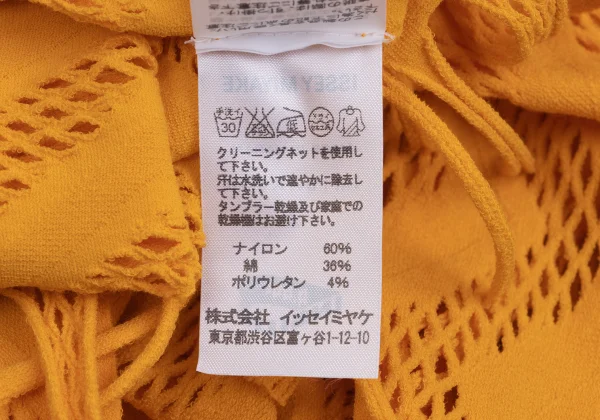 ISSEY MIYAKE
手洗イ
30
クリーニングネットを使用し
て下さい。
汗は水洗いで速やかに除去し
て下さい。
タンブラー乾燥及び家庭での
乾燥機はお避け下さい。
ナイロン 60%
綿 36%
ポリウレタン 4%
株式会社 イッセイミヤケ
東京都渋谷区富ヶ谷1-12-10